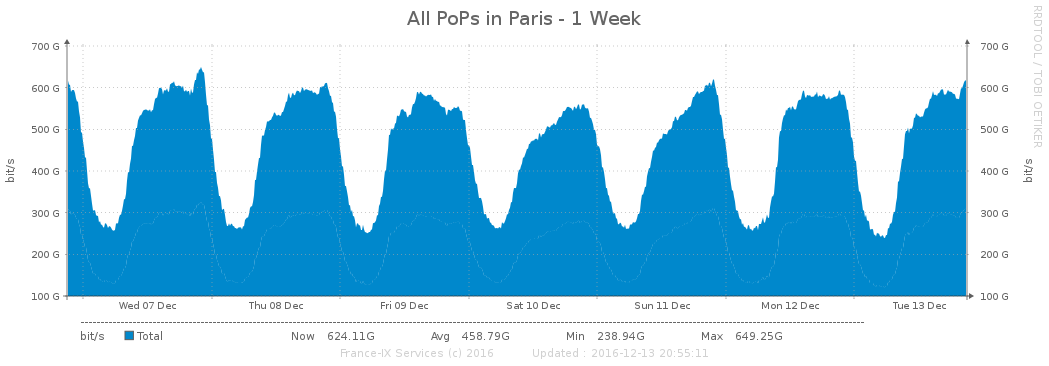 All PoPs in Paris - 1 Week
RRDTOOL / TOBI OETIKER
700 G 700 G
600 G 600 G
500 G 500 G
400 G 400 G
300 G 300 G
200 G 200 G
100 G 100 G
bit/s bit/s
Wed 07 Dec Thu 08 Dec Fri 09 Dec Sat 10 Dec Sun 11 Dec Mon 12 Dec Tue 13 Dec
bit/s Total Now 624.11G Avg 458.79G Min 238.94G Max 649.25G
France-IX Services (c) 2016 Updated : 2016-12-13 20:55:11